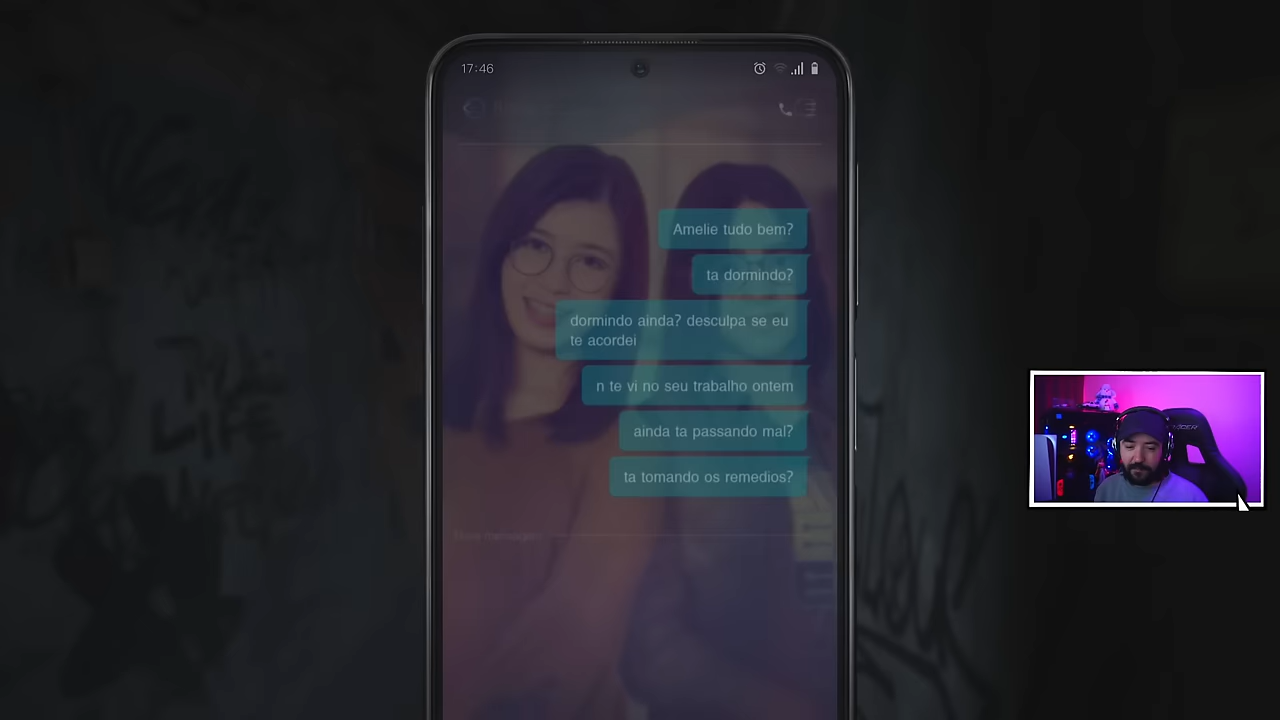 17:46
Amelie tudo bem?
ta dormindo?
dormindo ainda? desculpa se eu
te acordei
n te vi no seu trabalho ontem
ainda ta passando mal?
ta tomando os remedios?
LIFE